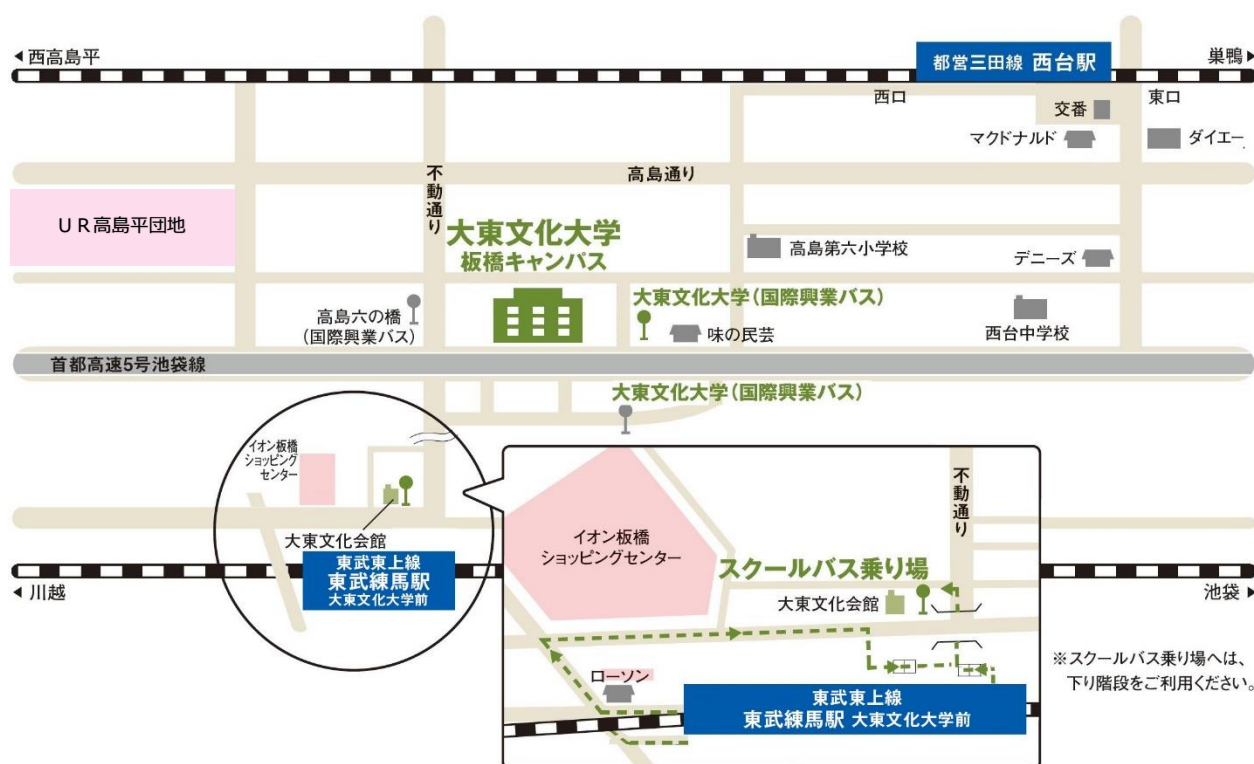 ◀西高島平
都営三田線 西台駅
巣鴨▶
西口
東口
交番
マクドナルド
ダイエー
不動通り
高島通り
UR高島平団地
大東文化大学
板橋キャンパス
高島第六小学校
デニーズ
大東文化大学(国際興業バス)
高島六の橋
(国際興業バス)
味の民芸
西台中学校
首都高速5号池袋線
大東文化大学(国際興業バス)
イオン板橋
ショッピング
センター
大東文化会館
東武東上線
東武練馬駅
大東文化大学前
◀川越
不動通り
イオン板橋
ショッピングセンター
スクールバス乗り場
大東文化会館
ローソン
東武東上線
東武練馬駅 大東文化大学前
池袋▶
※スクールバス乗り場へは、
下り階段をご利用ください。